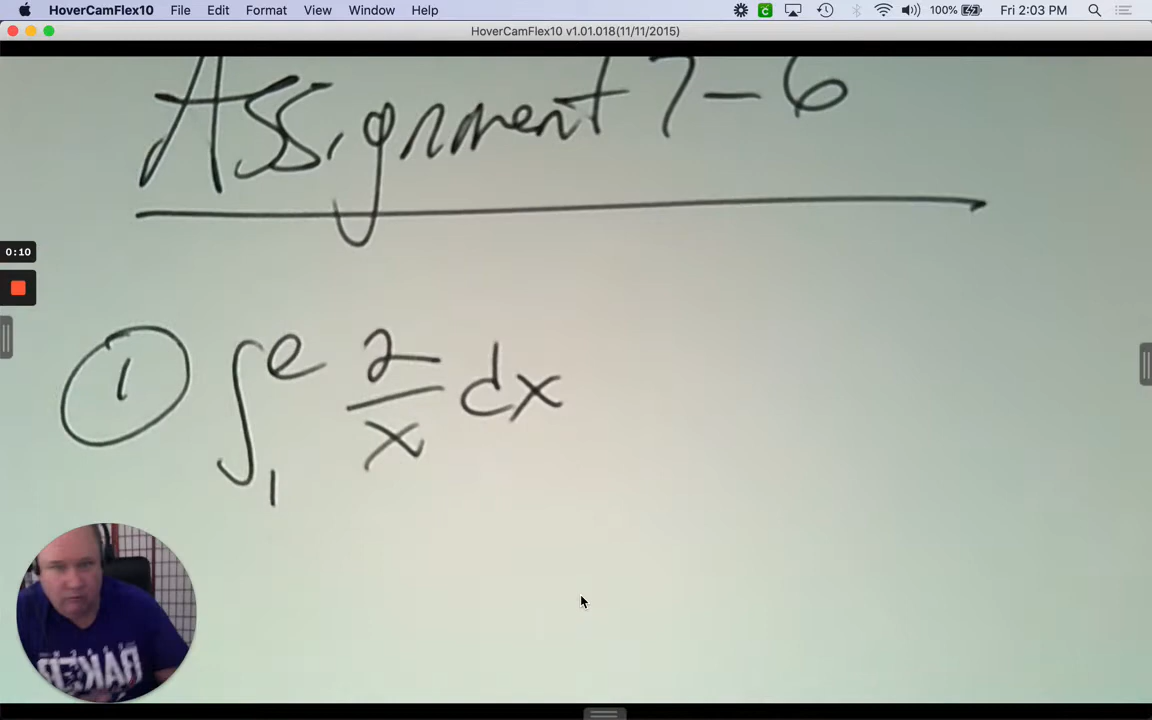 HoverCamFlex10 File Edit Format View Window Help 100% Fri 2:03 PM
HoverCamFlex10 v1.01.018(11/11/2015)
Assignment 7-6
0:10
① ∫₁ᵉ 2/x dx